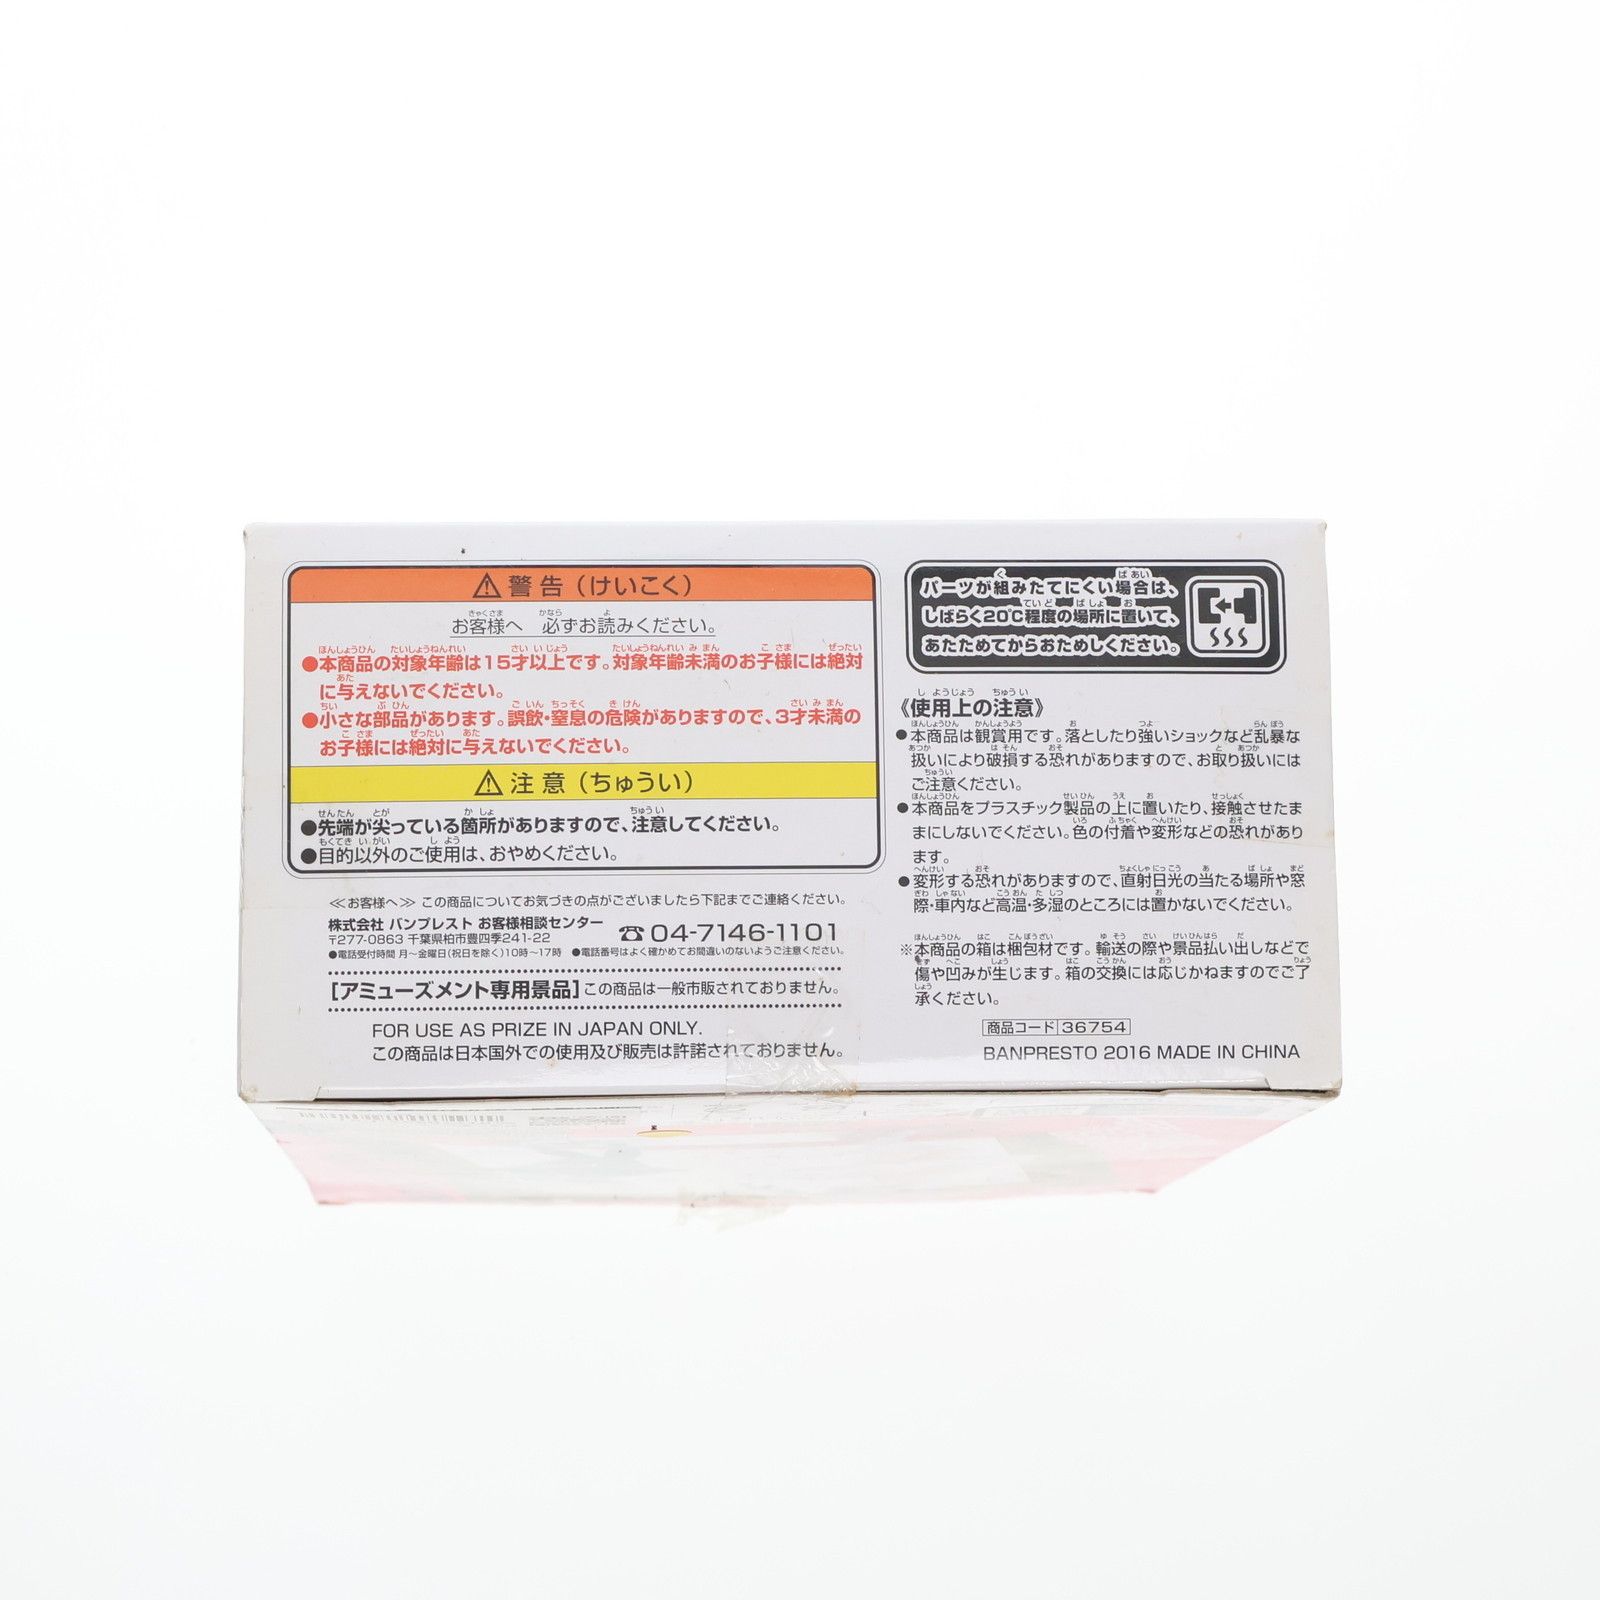 ⚠警告（けいこく）
お客様へ 必ずお読みください。
●本商品の対象年齢は15才以上です。対象年齢未満のお子様には絶対
に与えないでください。
●小さな部品があります。誤飲・窒息の危険がありますので、3才未満の
お子様には絶対に与えないでください。
⚠注意（ちゅうい）
●先端が尖っている箇所がありますので、注意してください。
●目的以外のご使用は、おやめください。
≪お客様へ≫ この商品についてお気づきの点がございましたら下記までご連絡ください。
株式会社 バンプレスト お客様相談センター
〒277-0863 千葉県柏市豊四季241-22
☎04-7146-1101
●電話受付時間 月～金曜日(祝日を除く)10時～17時 ●電話番号はよく確かめてお間違いのないようご注意ください。
[アミューズメント専用景品]この商品は一般市販されておりません。
FOR USE AS PRIZE IN JAPAN ONLY.
この商品は日本国外での使用及び販売は許諾されておりません。
パーツが組みたてにくい場合は、
しばらく20℃程度の場所に置いて、
あたためてからおためしください。
《使用上の注意》
●本商品は観賞用です。落としたり強いショックなど乱暴な
扱いにより破損する恐れがありますので、お取り扱いには
ご注意ください。
●本商品をプラスチック製品の上に置いたり、接触させたま
まにしないでください。色の付着や変形などの恐れがあり
ます。
●変形する恐れがありますので、直射日光の当たる場所や窓
際・車内など高温・多湿のところには置かないでください。
※本商品の箱は梱包材です。輸送の際や景品払い出しなどで
傷や凹みが生じます。箱の交換には応じかねますのでご了
承ください。
商品コード 36754
BANPRESTO 2016 MADE IN CHINA